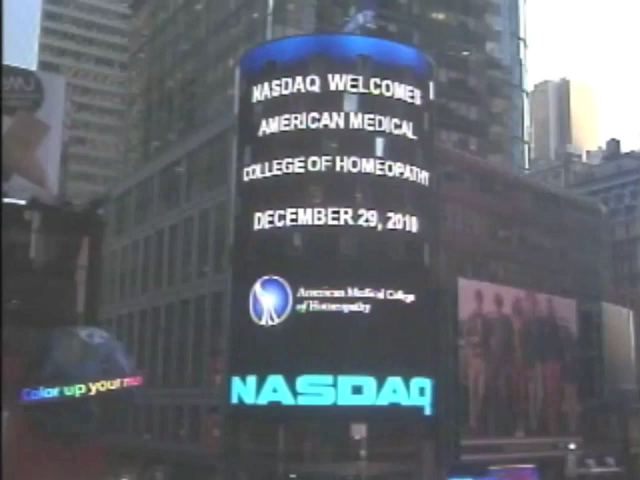 NASDAQ WELCOMES
AMERICAN MEDICAL
COLLEGE OF HOMEOPATHY
DECEMBER 29, 2010
American Medical College
of Homeopathy
NASDAQ
Color up your